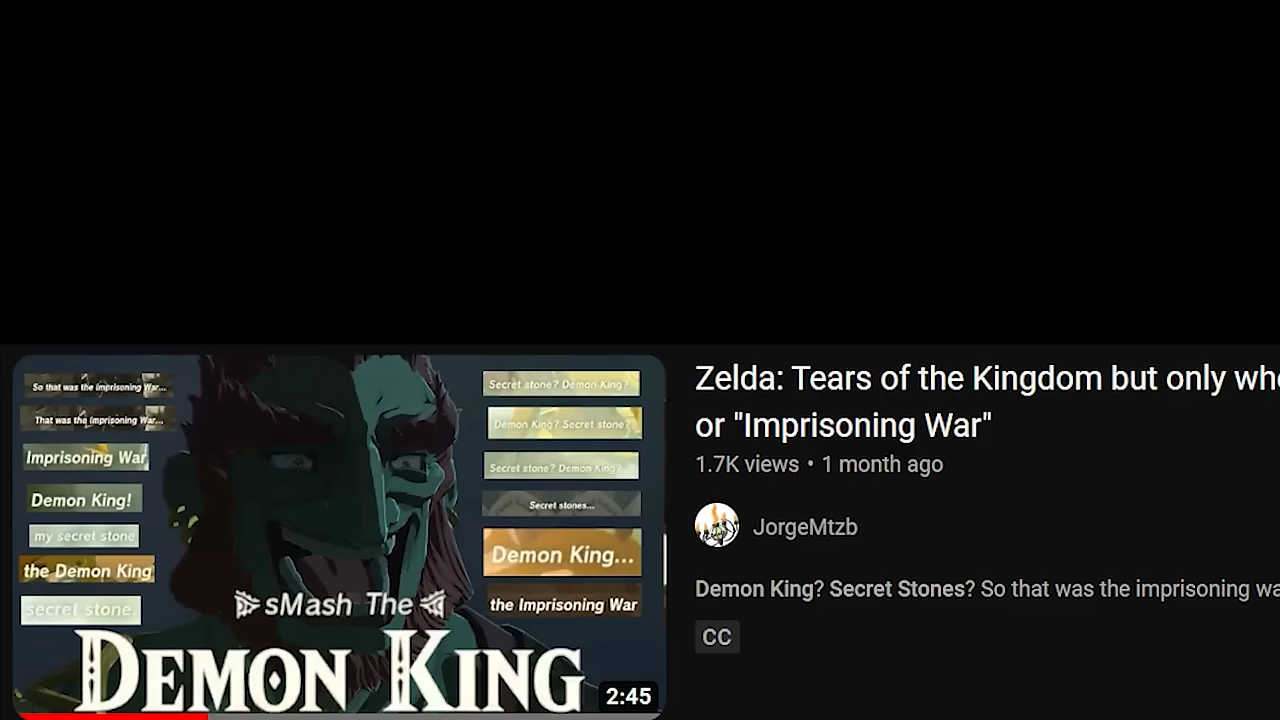 So that was the Imprisoning War...
That was the Imprisoning War...
Imprisoning War
Demon King!
my secret stone
the Demon King
secret stone.
Secret stone? Demon King?
Demon King? Secret stone?
Secret stone? Demon King?
Secret stones...
Demon King...
the Imprisoning War
sMash The
DEMON KING
2:45
Zelda: Tears of the Kingdom but only whe
or "Imprisoning War"
1.7K views • 1 month ago
JorgeMtzb
Demon King? Secret Stones? So that was the imprisoning wa
CC